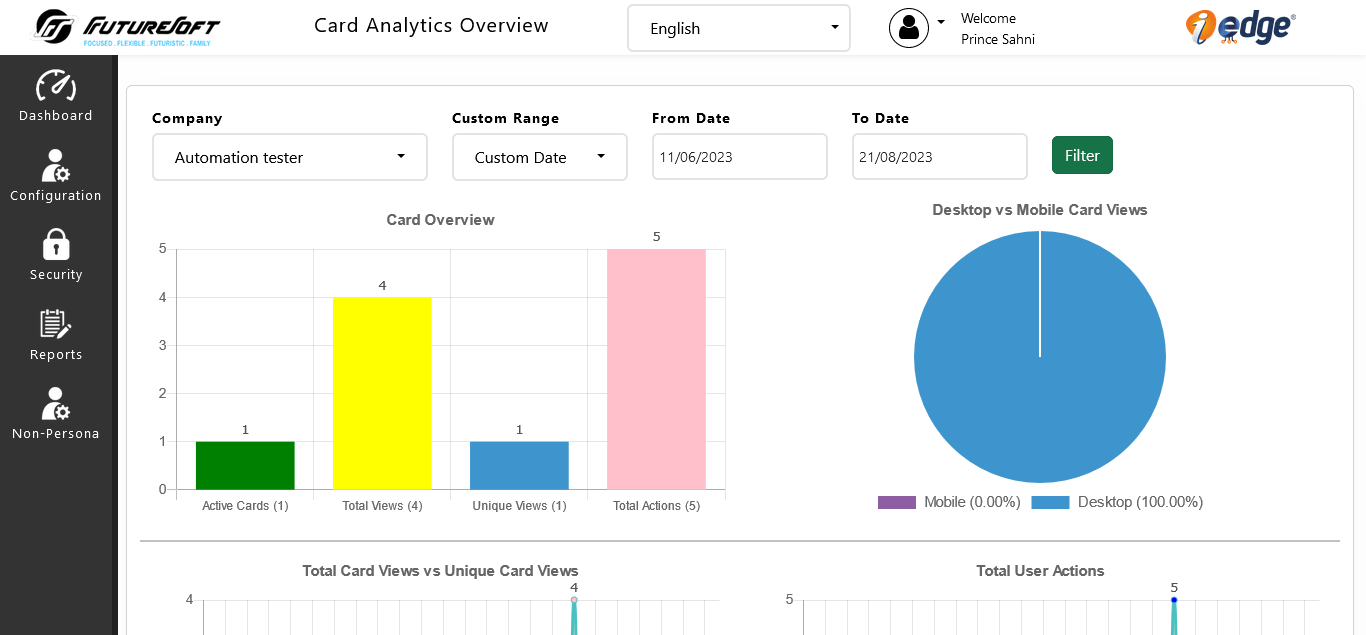 FUTURESOFT
FOCUSED . FLEXIBLE . FUTURISTIC . FAMILY
Card Analytics Overview
English
Welcome
Prince Sahni
iedge®
Dashboard
Configuration
Security
Reports
Non-Persona
Company
Custom Range
From Date
To Date
Automation tester
Custom Date
11/06/2023
21/08/2023
Filter
Card Overview
5
4
3
2
1
0
1
4
1
5
Active Cards (1)
Total Views (4)
Unique Views (1)
Total Actions (5)
Desktop vs Mobile Card Views
Mobile (0.00%)
Desktop (100.00%)
Total Card Views vs Unique Card Views
4
4
Total User Actions
5
5